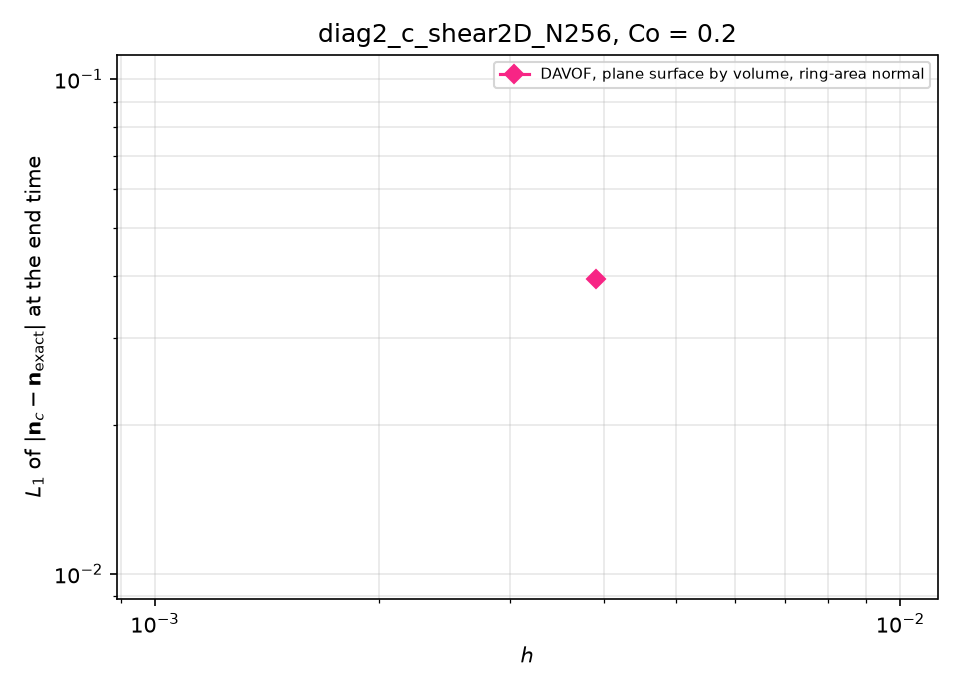 diag2_c_shear2D_N256, Co = 0.2
DAVOF, plane surface by volume, ring-area normal
L₁ of |n_c − n_exact| at the end time
10⁻¹
10⁻²
10⁻³
10⁻²
h